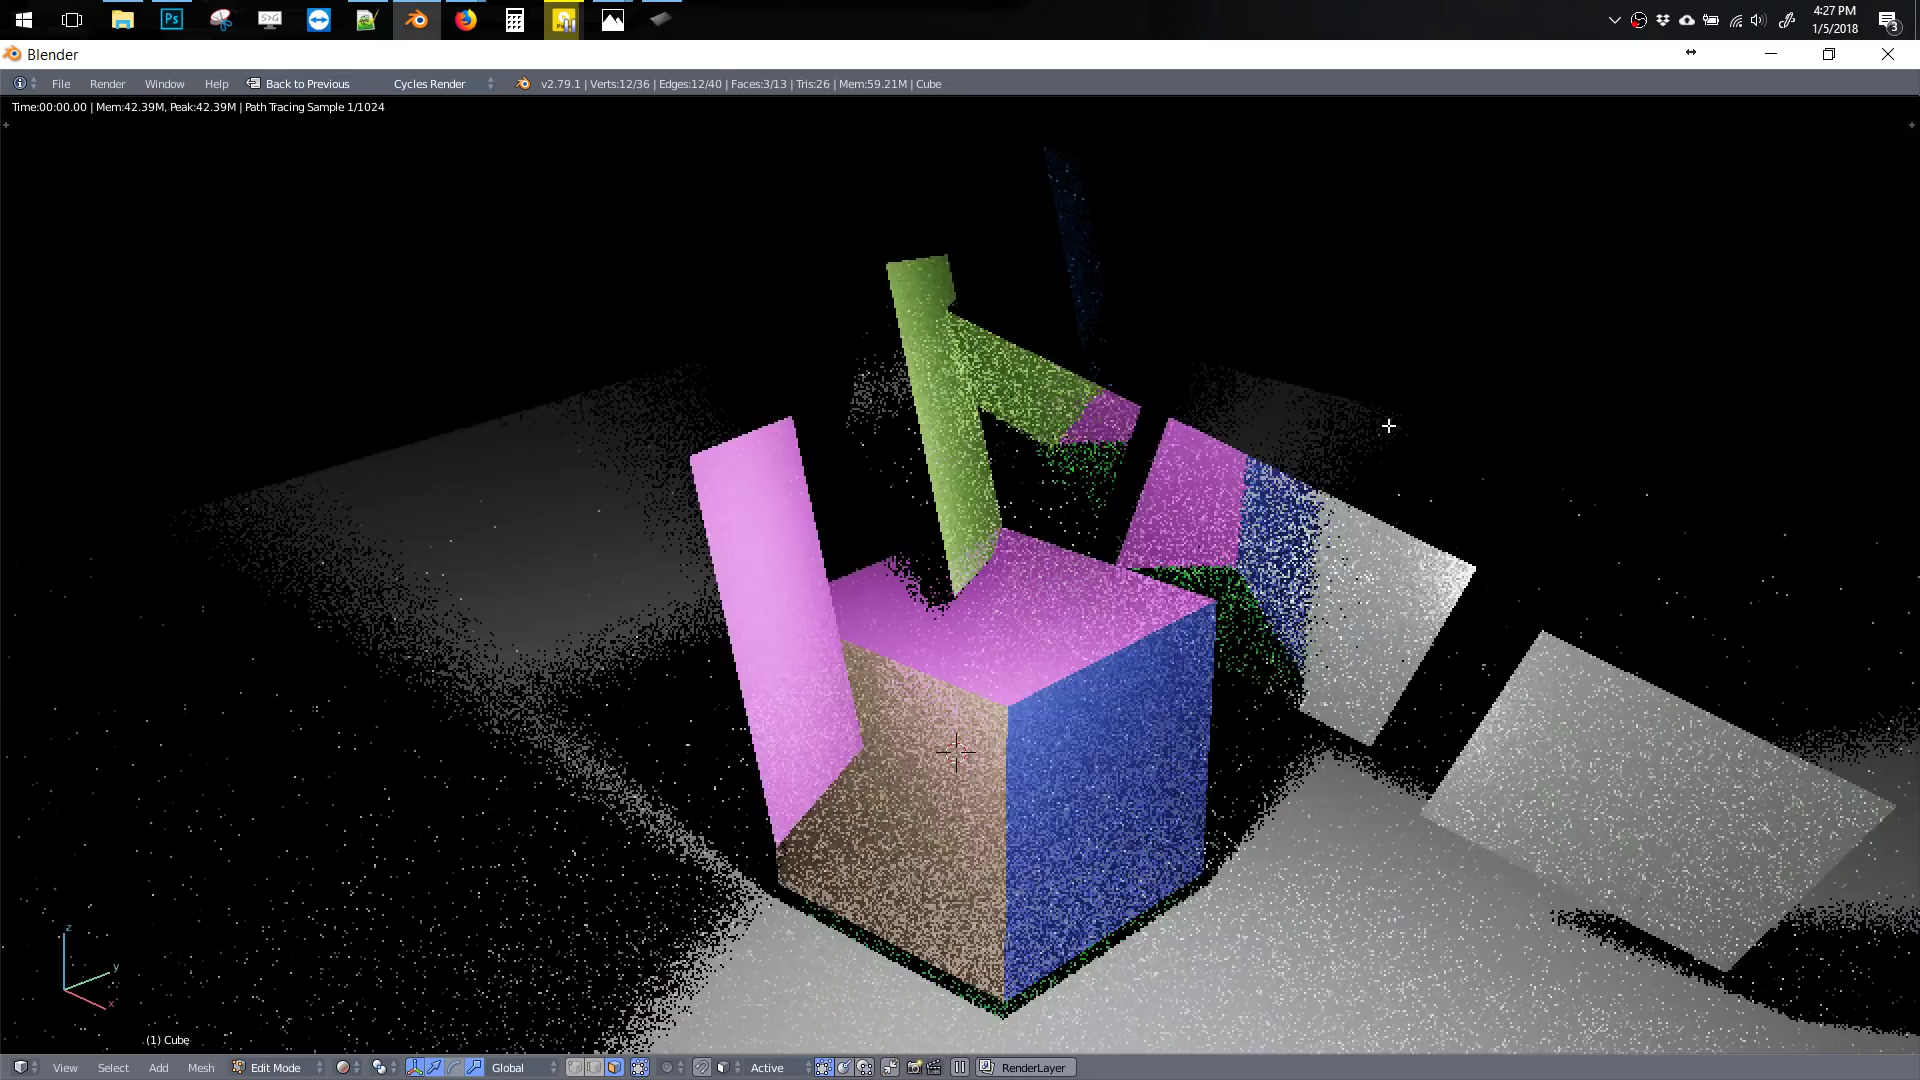 Ps
4:27 PM
1/5/2018
3
Blender
File Render Window Help Back to Previous Cycles Render v2.79.1 | Verts:12/36 | Edges:12/40 | Faces:3/13 | Tris:26 | Mem:59.21M | Cube
Time:00:00.00 | Mem:42.39M, Peak:42.39M | Path Tracing Sample 1/1024
z
y
x
(1) Cube
View Select Add Mesh Edit Mode Global Active RenderLayer